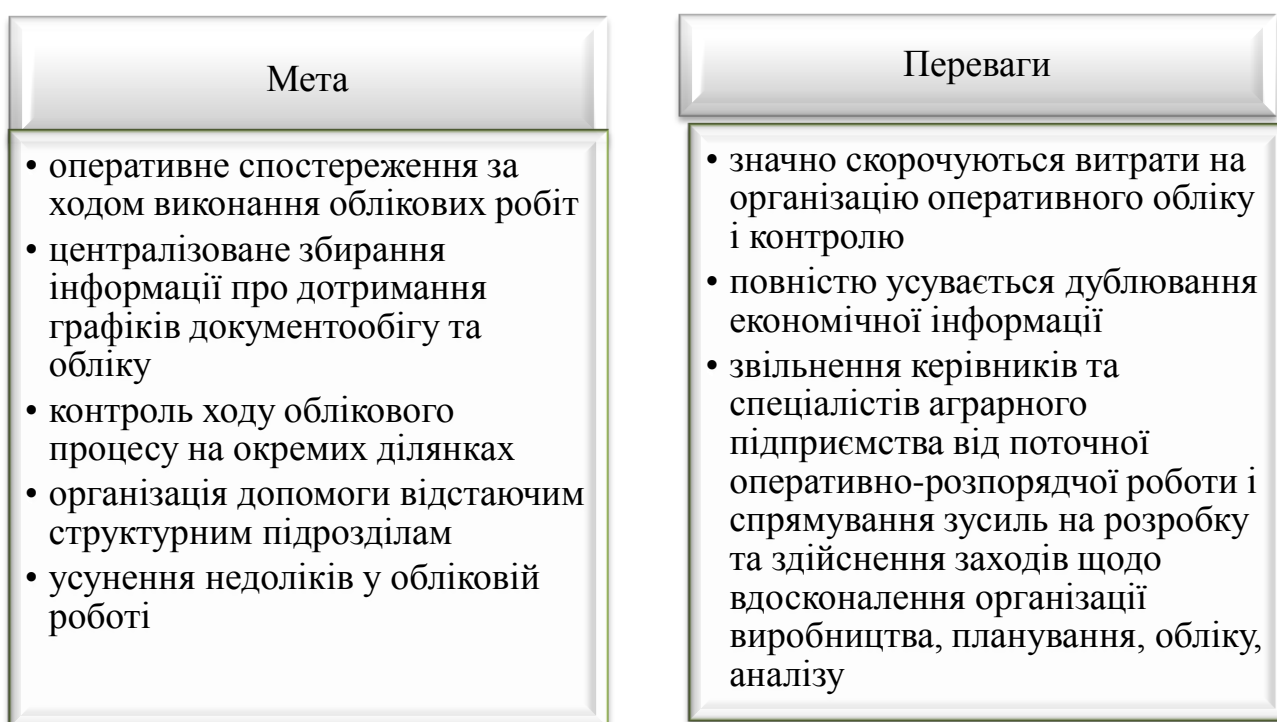 Мета
• оперативне спостереження за
ходом виконання облікових робіт
• централізоване збирання
інформації про дотримання
графіків документообігу та
обліку
• контроль ходу облікового
процесу на окремих ділянках
• організація допомоги відстаючим
структурним підрозділам
• усунення недоліків у обліковій
роботі
Переваги
• значно скорочуються витрати на
організацію оперативного обліку
і контролю
• повністю усувається дублювання
економічної інформації
• звільнення керівників та
спеціалістів аграрного
підприємства від поточної
оперативно-розпорядчої роботи і
спрямування зусиль на розробку
та здійснення заходів щодо
вдосконалення організації
виробництва, планування, обліку,
аналізу